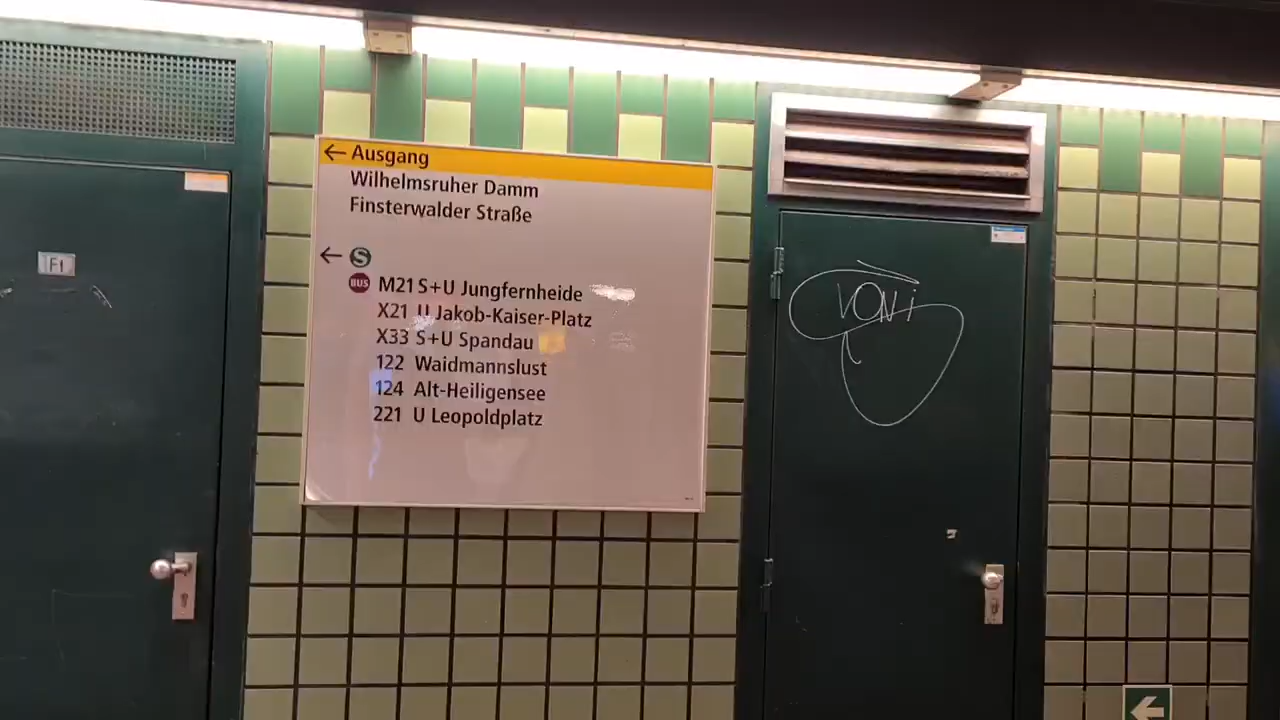 ← Ausgang
Wilhelmsruher Damm
Finsterwalder Straße
← S
BUS M21 S+U Jungfernheide
X21 U Jakob-Kaiser-Platz
X33 S+U Spandau
122 Waidmannslust
124 Alt-Heiligensee
221 U Leopoldplatz
F1
VONi